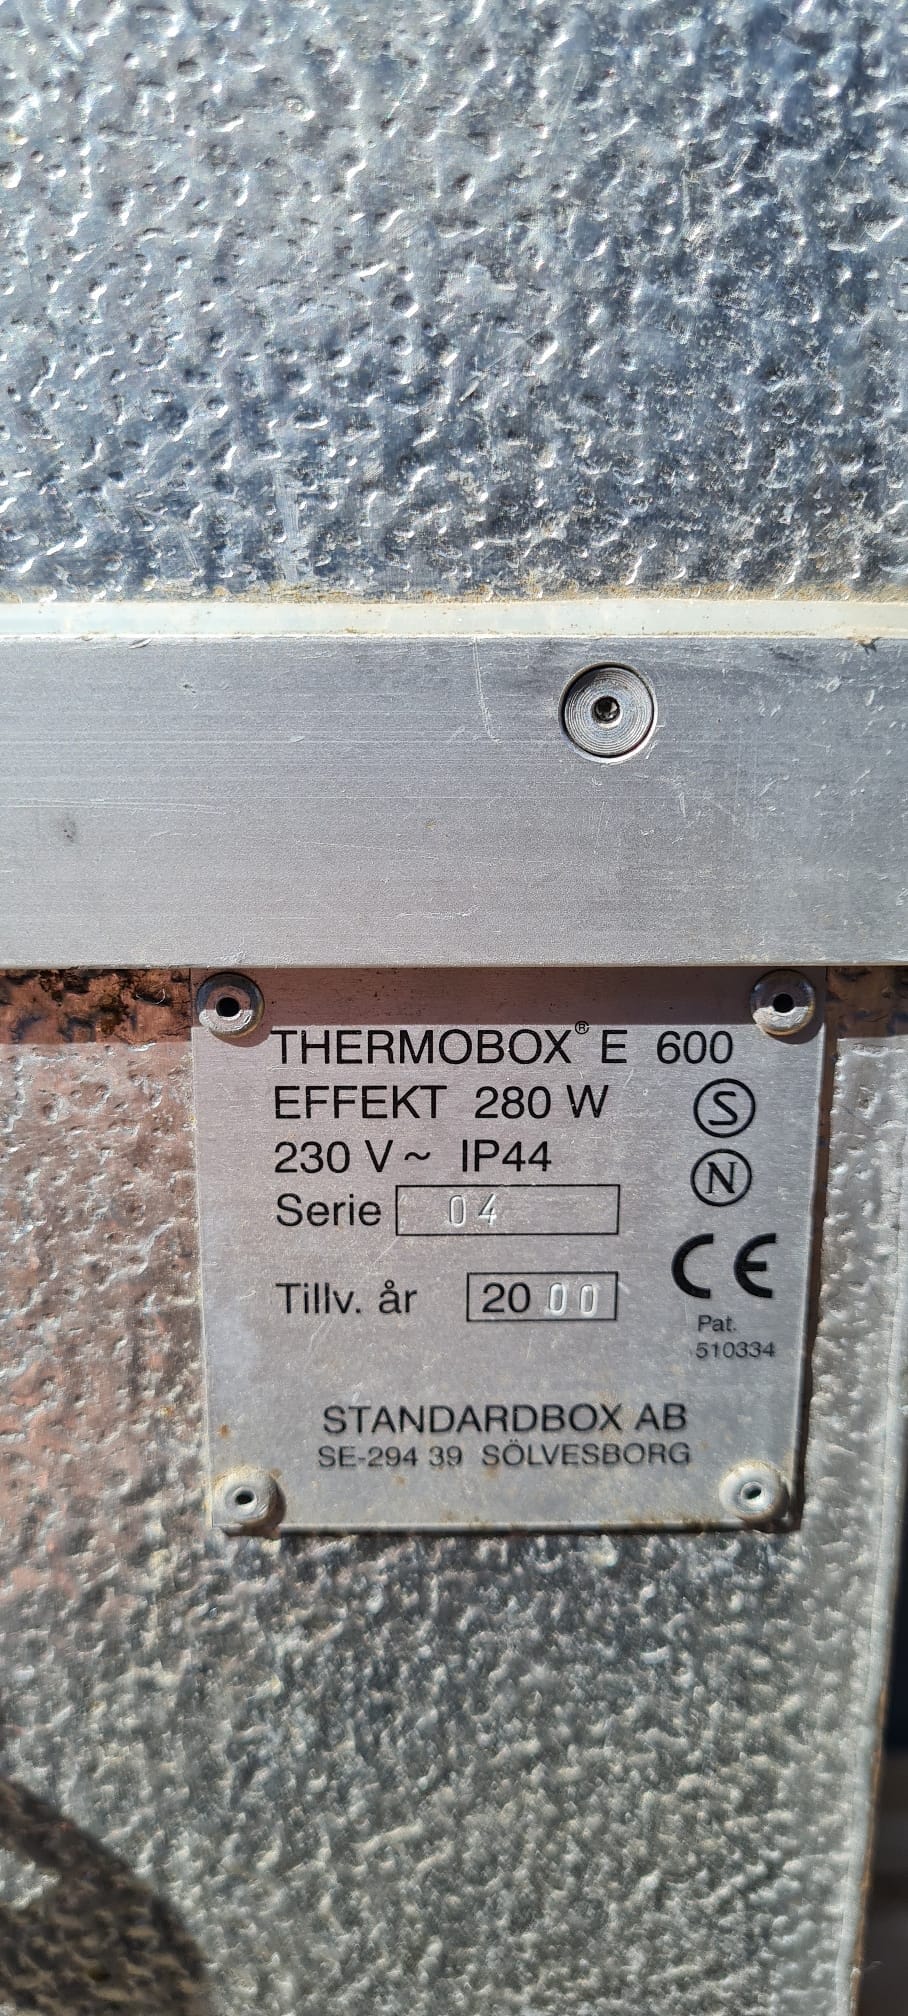 THERMOBOX® E 600
EFFEKT 280 W
S
230 V ~ IP44
N
Serie 04
CE
Tillv. år 2000
Pat.
510334
STANDARDBOX AB
SE-294 39 SÖLVESBORG